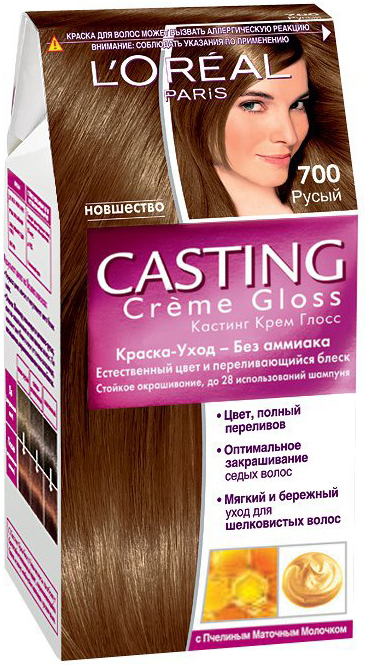 КРАСКА ДЛЯ ВОЛОС МОЖЕТ ВЫЗВАТЬ АЛЛЕРГИЧЕСКУЮ РЕАКЦИЮ
ВНИМАНИЕ: СОБЛЮДАТЬ УКАЗАНИЯ ПО ПРИМЕНЕНИЮ
Русый
L'ORÉAL
PARIS
700
Русый
НОВШЕСТВО
CASTING
Crème Gloss
Кастинг Крем Глосс
Краска-Уход – Без аммиака
Естественный цвет и переливающийся блеск
Стойкое окрашивание, до 28 использований шампуня
• Цвет, полный
переливов
• Оптимальное
закрашивание
седых волос
• Мягкий и бережный
уход для
шелковистых волос
с Пчелиным Маточным Молочком